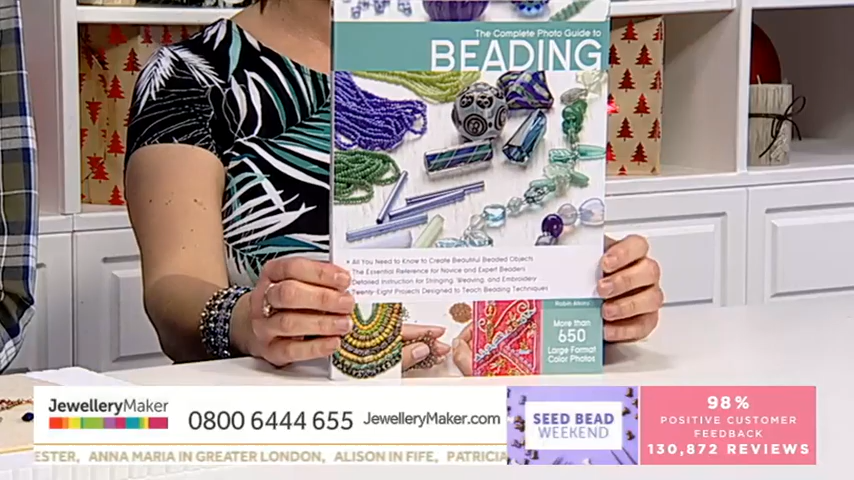 The Complete Photo Guide to
BEADING
• All You Need to Know to Create Beautiful Beaded Objects
• The Essential Reference for Novice and Expert Beaders
• Detailed Instruction for Stringing, Weaving, and Embroidery
• Twenty-Eight Projects Designed to Teach Beading Techniques
Robin Atkins
More than
650
Large Format
Color Photos
JewelleryMaker
0800 6444 655
JewelleryMaker.com
SEED BEAD
WEEKEND
98%
POSITIVE CUSTOMER
FEEDBACK
130,872 REVIEWS
ESTER, ANNA MARIA IN GREATER LONDON, ALISON IN FIFE, PATRICIA